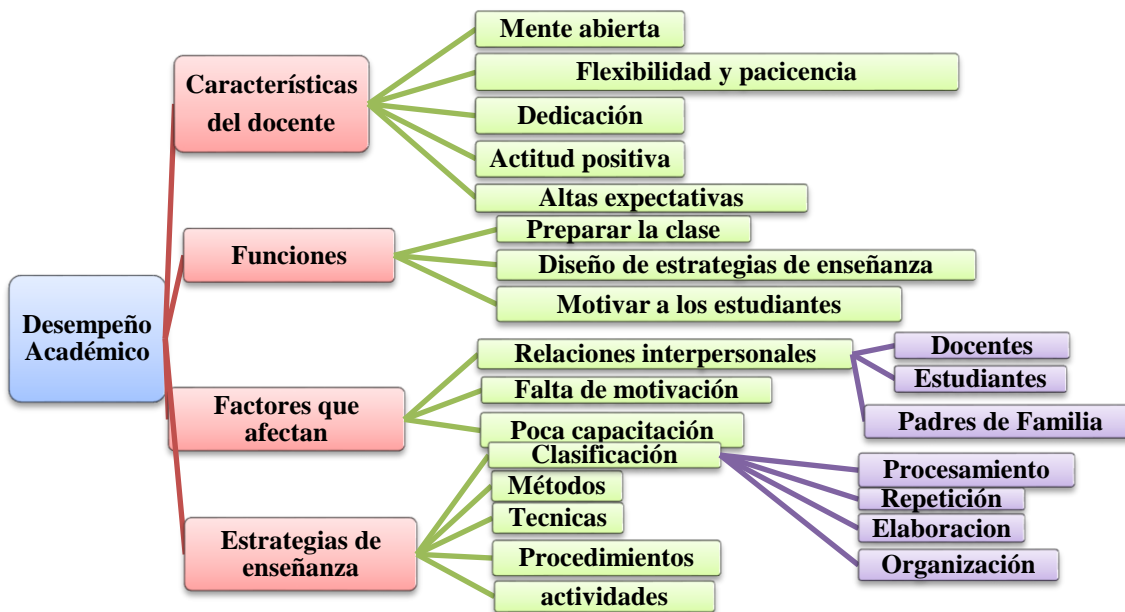 Desempeño
Académico
Características
del docente
Mente abierta
Flexibilidad y pacicencia
Dedicación
Actitud positiva
Altas expectativas
Funciones
Preparar la clase
Diseño de estrategias de enseñanza
Motivar a los estudiantes
Factores que
afectan
Relaciones interpersonales
Docentes
Estudiantes
Padres de Familia
Falta de motivación
Poca capacitación
Estrategias de
enseñanza
Clasificación
Procesamiento
Repetición
Elaboracion
Organización
Métodos
Tecnicas
Procedimientos
actividades